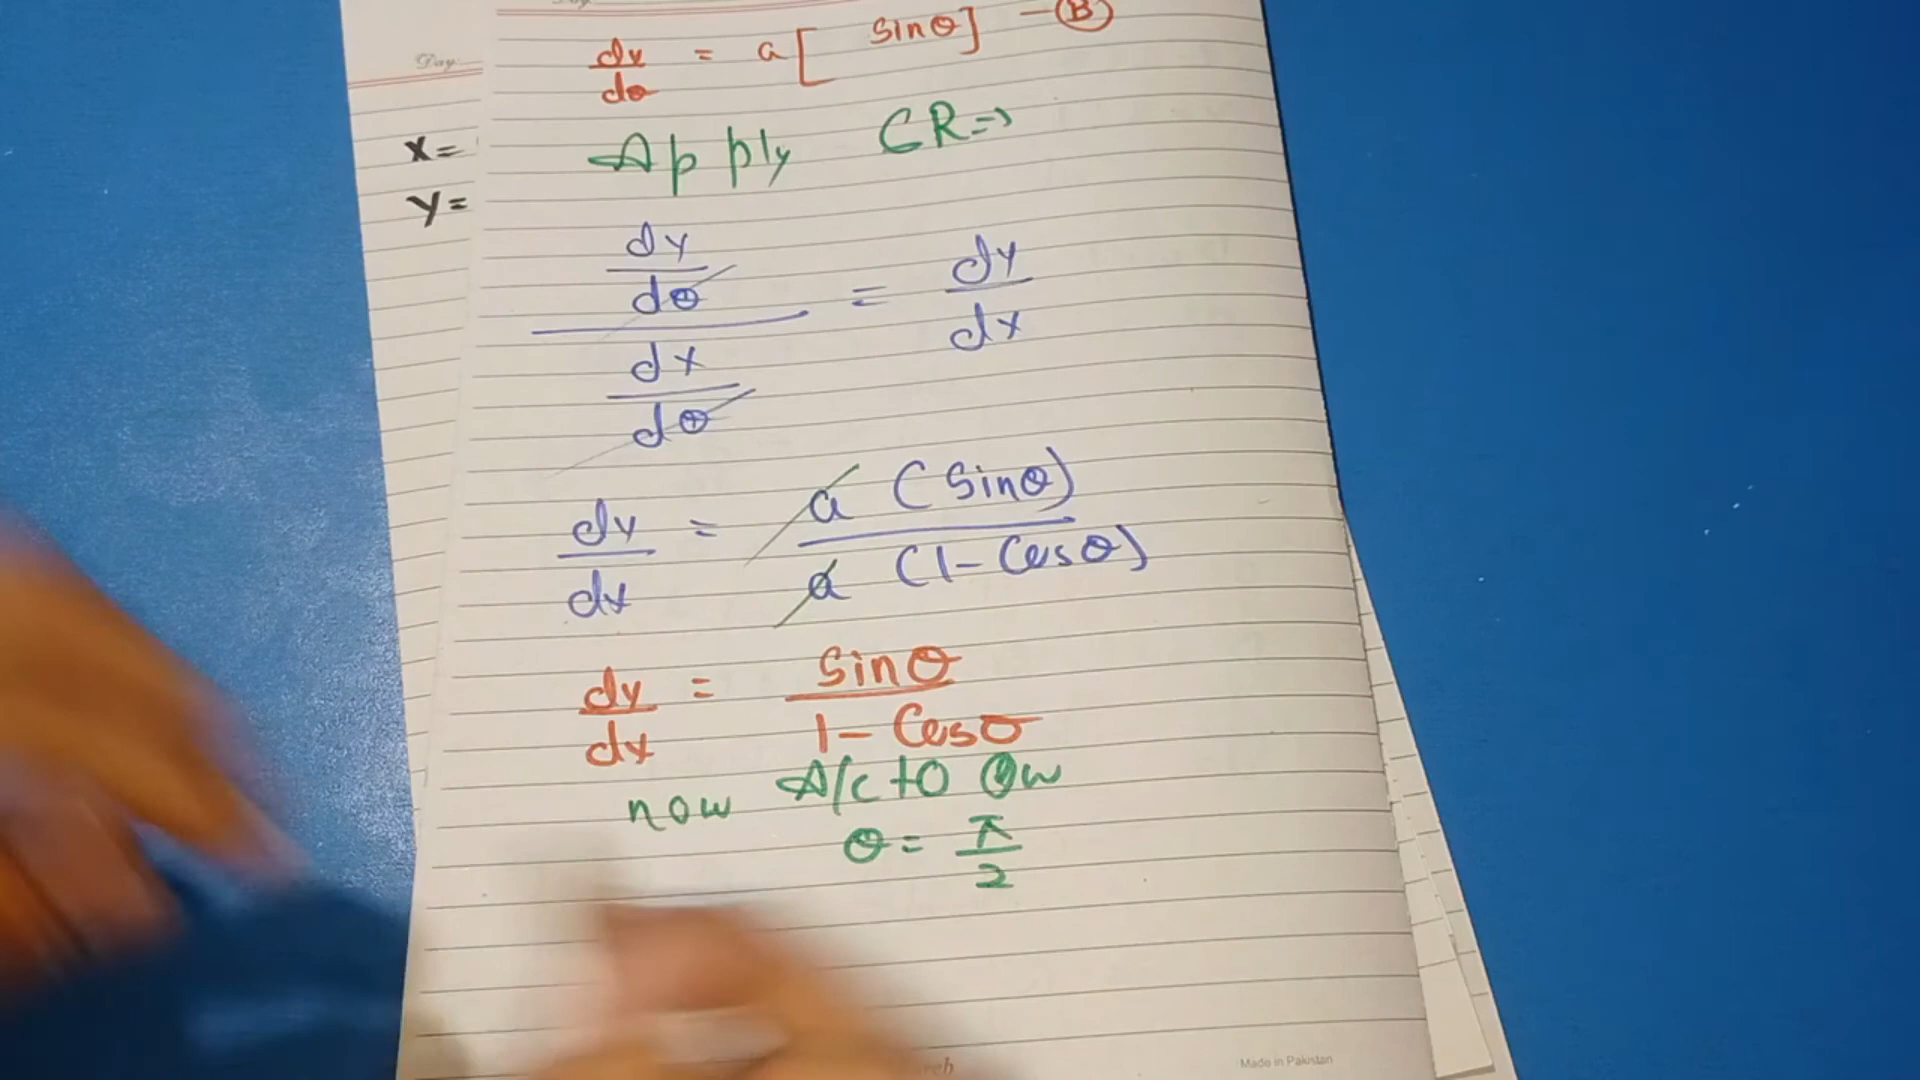 Day
dy/dθ = a[ sinθ] — B
Apply CR⇒
x=
y=
dy/dθ / dx/dθ = dy/dx
dy/dx = a (Sinθ) / a (1 - Cosθ)
dy/dx = Sinθ / 1 - Cosθ
now A/c to Qw
θ = π/2
Made in Pakistan